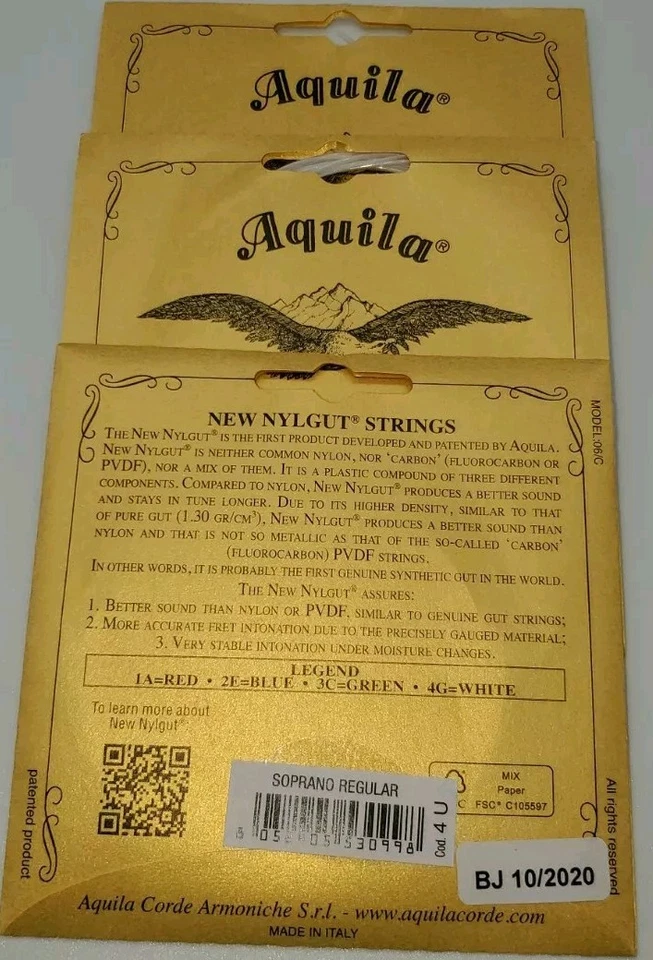 Aquila®
Aquila®
NEW NYLGUT® STRINGS
THE NEW NYLGUT® IS THE FIRST PRODUCT DEVELOPED AND PATENTED BY AQUILA.
NEW NYLGUT® IS NEITHER COMMON NYLON, NOR 'CARBON' (FLUOROCARBON OR
PVDF), NOR A MIX OF THEM. IT IS A PLASTIC COMPOUND OF THREE DIFFERENT
COMPONENTS. COMPARED TO NYLON, NEW NYLGUT® PRODUCES A BETTER SOUND
AND STAYS IN TUNE LONGER. DUE TO ITS HIGHER DENSITY, SIMILAR TO THAT
OF PURE GUT (1.30 GR/CM³), NEW NYLGUT® PRODUCES A BETTER SOUND THAN
NYLON AND THAT IS NOT SO METALLIC AS THAT OF THE SO-CALLED 'CARBON'
(FLUOROCARBON) PVDF STRINGS.
IN OTHER WORDS, IT IS PROBABLY THE FIRST GENUINE SYNTHETIC GUT IN THE WORLD.
THE NEW NYLGUT® ASSURES:
1. BETTER SOUND THAN NYLON OR PVDF, SIMILAR TO GENUINE GUT STRINGS;
2. MORE ACCURATE FRET INTONATION DUE TO THE PRECISELY GAUGED MATERIAL;
3. VERY STABLE INTONATION UNDER MOISTURE CHANGES.
LEGEND
1A=RED • 2E=BLUE • 3C=GREEN • 4G=WHITE
MODEL:06/C
To learn more about
New Nylgut®
SOPRANO REGULAR
Cod. 4 U
MIX
Paper
FSC® C105597
patented product
All rights reserved
BJ 10/2020
Aquila Corde Armoniche S.r.l. - www.aquilacorde.com
MADE IN ITALY